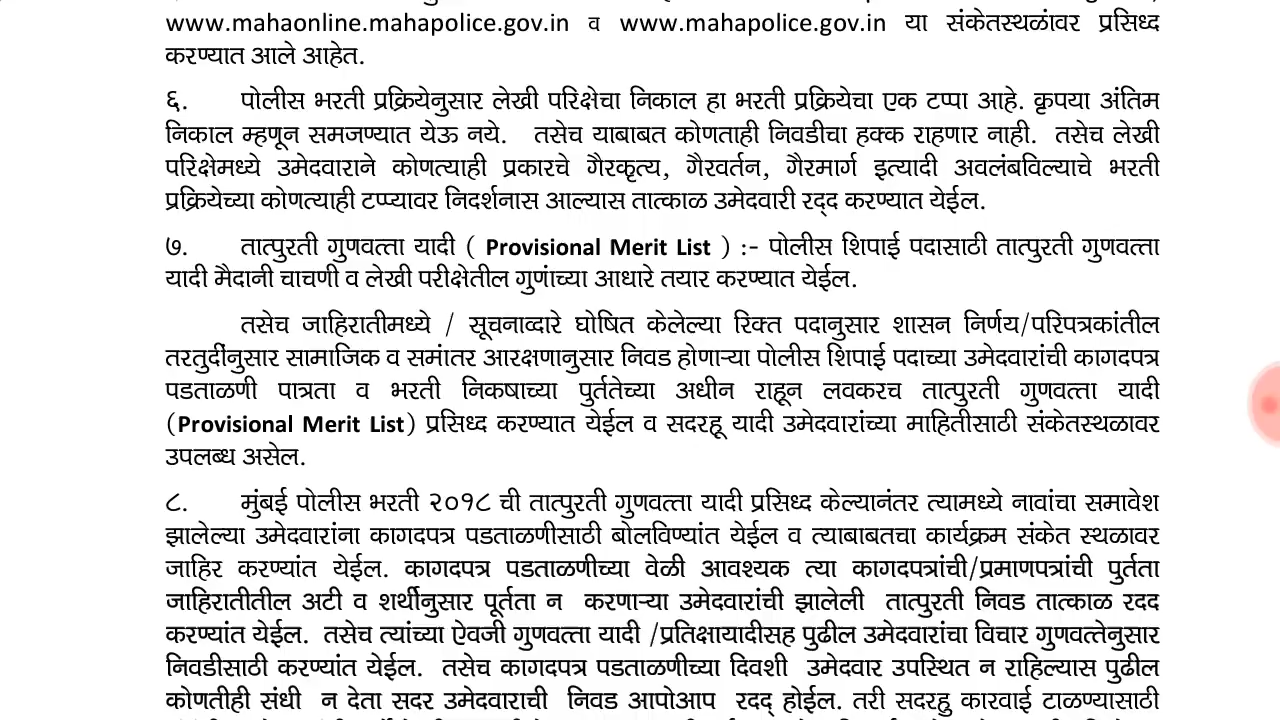 www.mahaonline.mahapolice.gov.in व www.mahapolice.gov.in या संकेतस्थळांवर प्रसिध्द
करण्यात आले आहेत.
६. पोलीस भरती प्रक्रियेनुसार लेखी परिक्षेचा निकाल हा भरती प्रक्रियेचा एक टप्पा आहे. कृपया अंतिम
निकाल म्हणून समजण्यात येऊ नये. तसेच याबाबत कोणताही निवडीचा हक्क राहणार नाही. तसेच लेखी
परिक्षेमध्ये उमेदवाराने कोणत्याही प्रकारचे गैरकृत्य, गैरवर्तन, गैरमार्ग इत्यादी अवलंबविल्याचे भरती
प्रक्रियेच्या कोणत्याही टप्प्यावर निदर्शनास आल्यास तात्काळ उमेदवारी रद्द करण्यात येईल.
७. तात्पुरती गुणवत्ता यादी ( Provisional Merit List ) :- पोलीस शिपाई पदासाठी तात्पुरती गुणवत्ता
यादी मैदानी चाचणी व लेखी परीक्षेतील गुणांच्या आधारे तयार करण्यात येईल.
तसेच जाहिरातीमध्ये / सूचनाव्दारे घोषित केलेल्या रिक्त पदानुसार शासन निर्णय/परिपत्रकांतील
तरतुदींनुसार सामाजिक व समांतर आरक्षणानुसार निवड होणाऱ्या पोलीस शिपाई पदाच्या उमेदवारांची कागदपत्र
पडताळणी पात्रता व भरती निकषाच्या पुर्ततेच्या अधीन राहून लवकरच तात्पुरती गुणवत्ता यादी
(Provisional Merit List) प्रसिध्द करण्यात येईल व सदरहू यादी उमेदवारांच्या माहितीसाठी संकेतस्थळावर
उपलब्ध असेल.
८. मुंबई पोलीस भरती २०१८ ची तात्पुरती गुणवत्ता यादी प्रसिध्द केल्यानंतर त्यामध्ये नावांचा समावेश
झालेल्या उमेदवारांना कागदपत्र पडताळणीसाठी बोलविण्यांत येईल व त्याबाबतचा कार्यक्रम संकेत स्थळावर
जाहिर करण्यांत येईल. कागदपत्र पडताळणीच्या वेळी आवश्यक त्या कागदपत्रांची/प्रमाणपत्रांची पुर्तता
जाहिरातीतील अटी व शर्थीनुसार पूर्तता न करणाऱ्या उमेदवारांची झालेली तात्पुरती निवड तात्काळ रदद
करण्यांत येईल. तसेच त्यांच्या ऐवजी गुणवत्ता यादी /प्रतिक्षायादीसह पुढील उमेदवारांचा विचार गुणवत्तेनुसार
निवडीसाठी करण्यांत येईल. तसेच कागदपत्र पडताळणीच्या दिवशी उमेदवार उपस्थित न राहिल्यास पुढील
कोणतीही संधी न देता सदर उमेदवाराची निवड आपोआप रदद् होईल. तरी सदरहु कारवाई टाळण्यासाठी